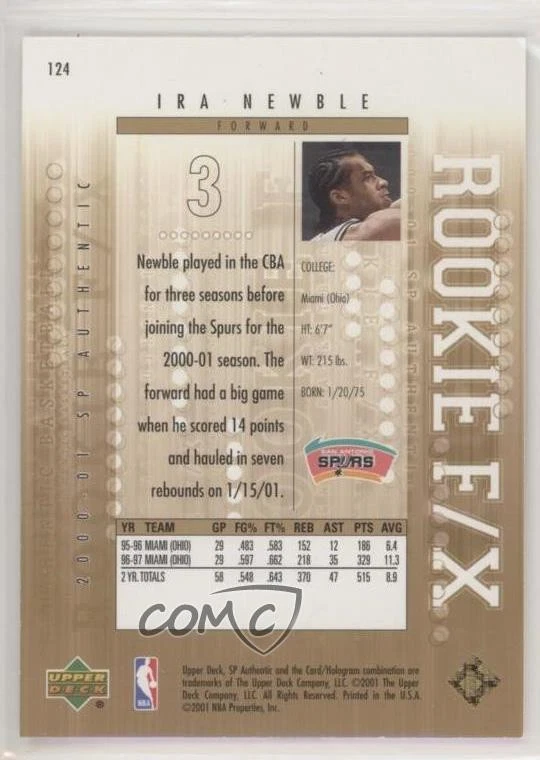 124
IRA NEWBLE
FORWARD
3
Newble played in the CBA
for three seasons before
joining the Spurs for the
2000-01 season. The
forward had a big game
when he scored 14 points
and hauled in seven
rebounds on 1/15/01.
COLLEGE:
Miami (Ohio)
HT: 6'7"
WT: 215 lbs.
BORN: 1/20/75
SAN ANTONIO
SPURS
ROOKIE F/X
2000-01 SP AUTHENTIC
YR TEAM GP FG% FT% REB AST PTS AVG
95-96 MIAMI (OHIO) 29 .483 .583 152 12 186 6.4
96-97 MIAMI (OHIO) 29 .597 .662 218 35 329 11.3
2 YR. TOTALS 58 .548 .643 370 47 515 8.9
COMC
UPPER
DECK
®
NBA
Upper Deck, SP Authentic and the Card/Hologram combination are
trademarks of The Upper Deck Company, LLC. ©2001 The Upper
Deck Company, LLC. All Rights Reserved. Printed in the U.S.A.
©2001 NBA Properties, Inc.